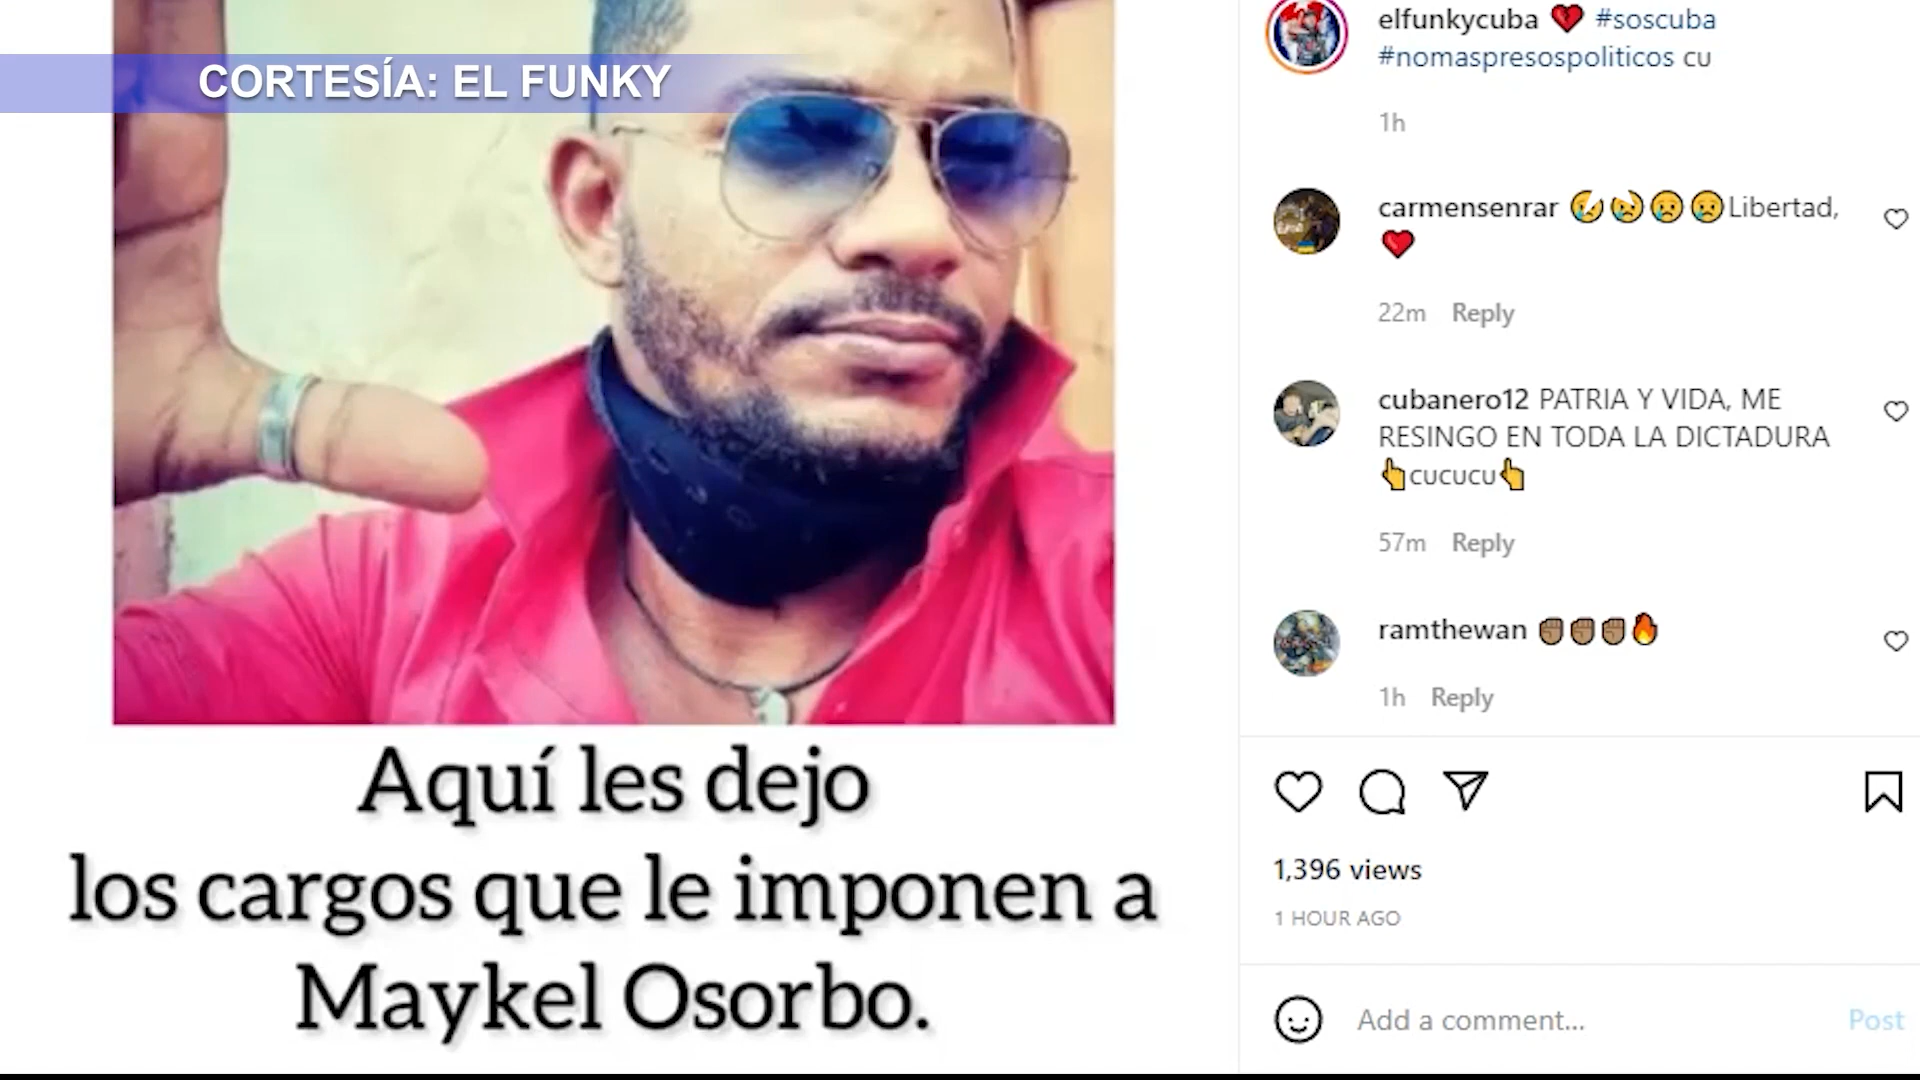 CORTESÍA: EL FUNKY
Aquí les dejo
los cargos que le imponen a
Maykel Osorbo.
elfunkycuba ❤️ #soscuba
#nomaspresospoliticos cu
1h
carmensenrar 😢😢😢😢Libertad,
❤️
22m Reply
cubanero12 PATRIA Y VIDA, ME
RESINGO EN TODA LA DICTADURA
👆cucucu👆
57m Reply
ramthewan ✊🏾✊🏾✊🏾🔥
1h Reply
1,396 views
1 HOUR AGO
Add a comment... Post